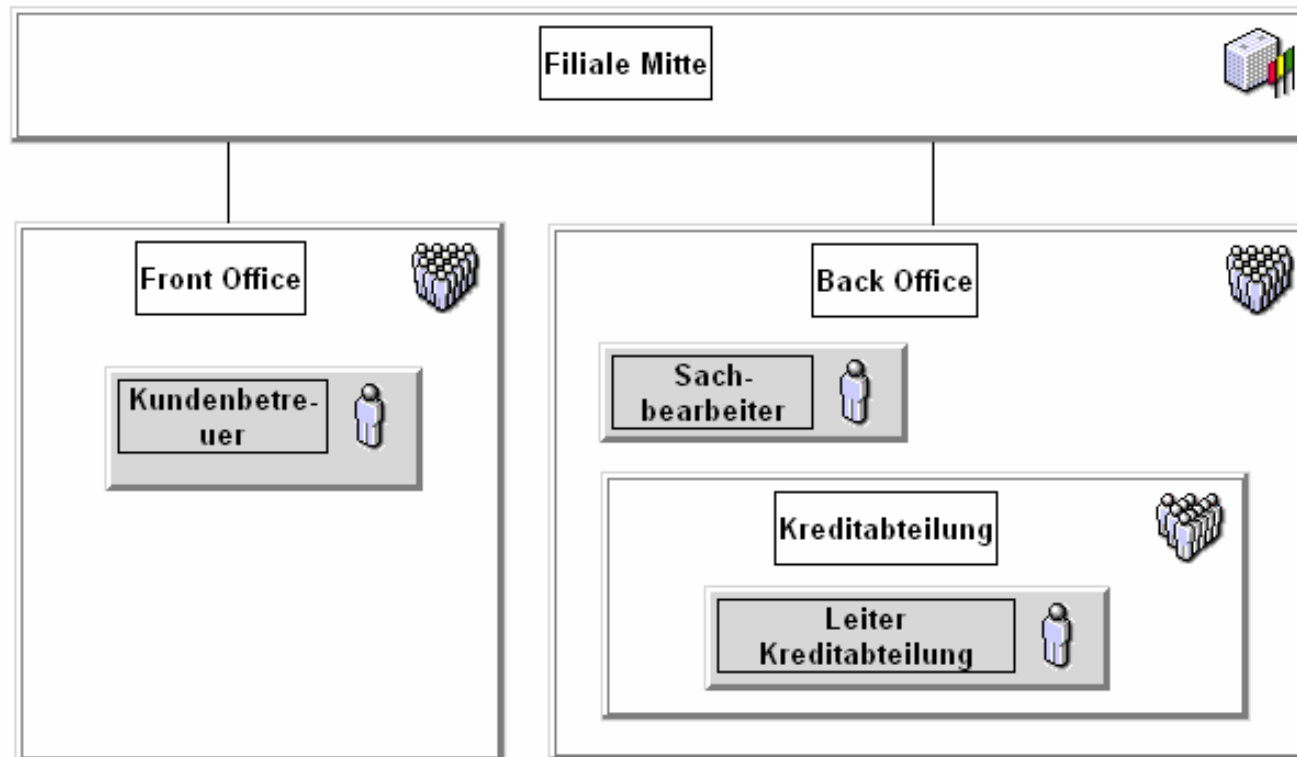 Filiale Mitte
Front Office
Kundenbetre-
uer
Back Office
Sach-
bearbeiter
Kreditabteilung
Leiter
Kreditabteilung